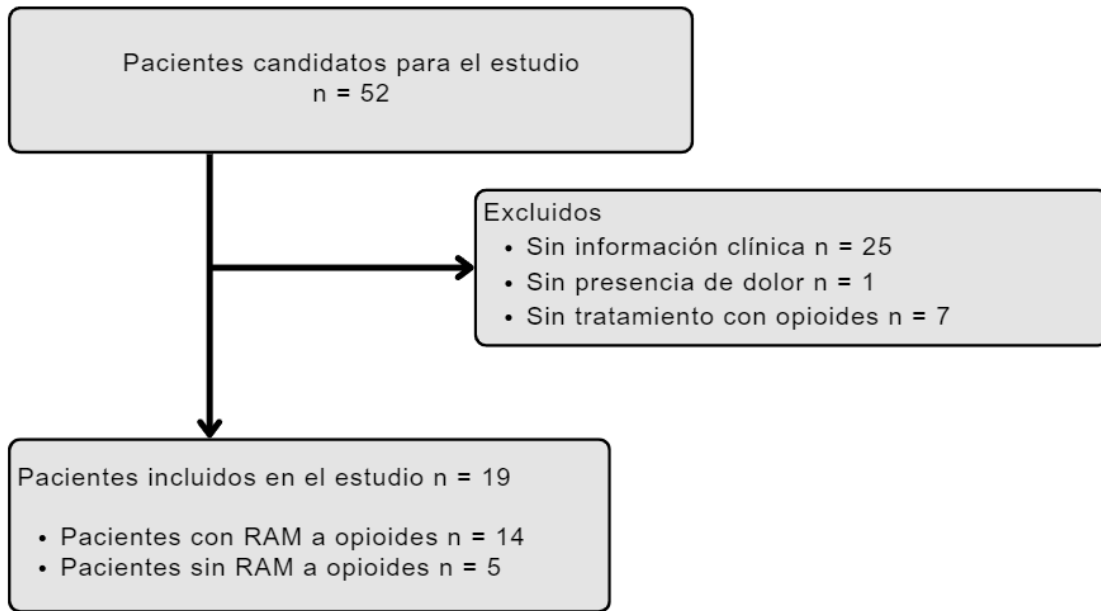 Pacientes candidatos para el estudio
n = 52
Excluidos
• Sin información clínica n = 25
• Sin presencia de dolor n = 1
• Sin tratamiento con opioides n = 7
Pacientes incluidos en el estudio n = 19
• Pacientes con RAM a opioides n = 14
• Pacientes sin RAM a opioides n = 5